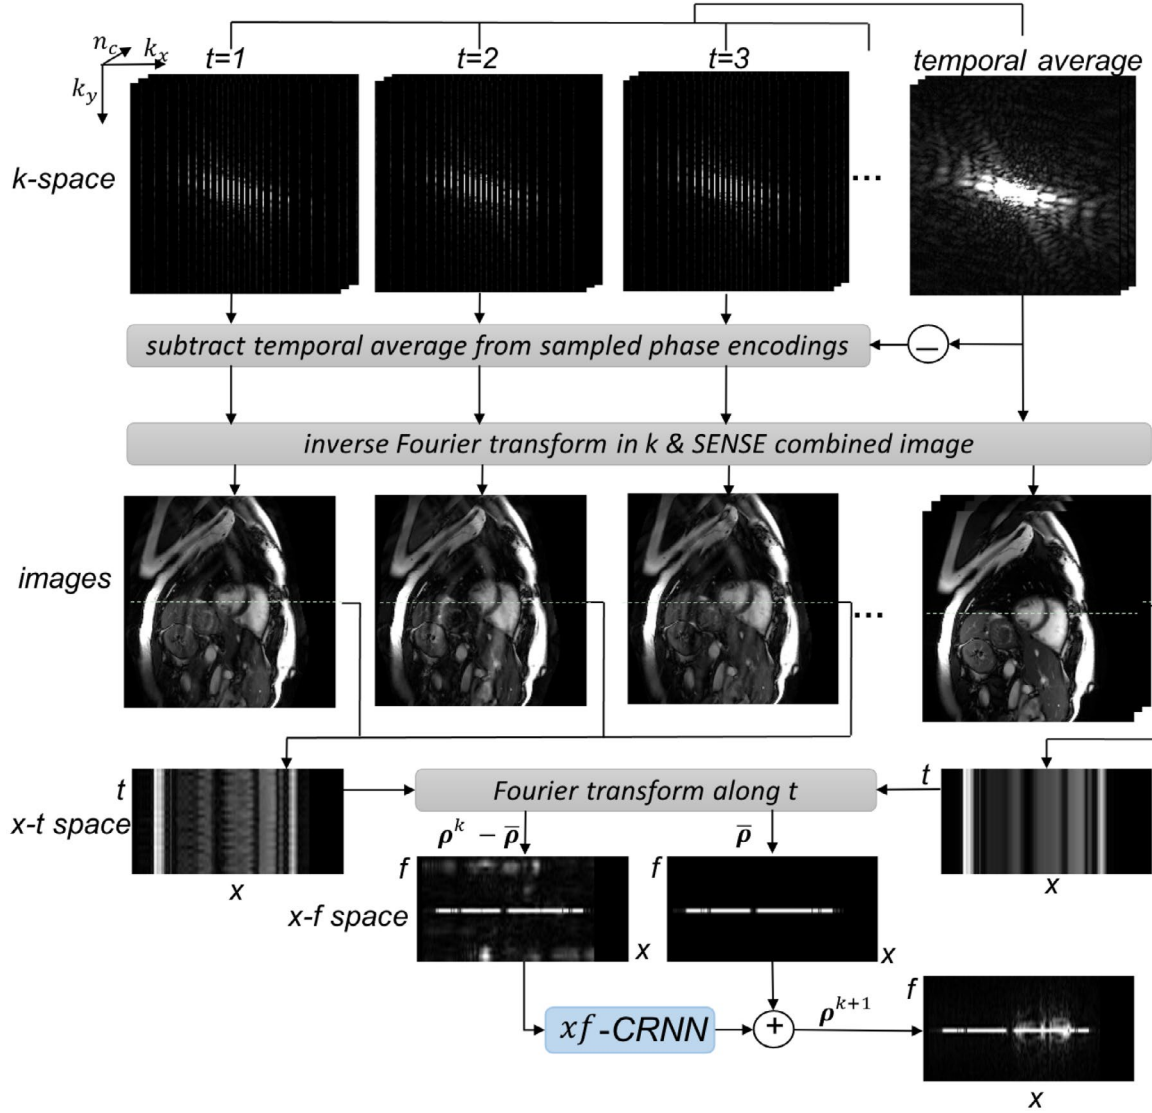 n_c
k_x
k_y
t=1
t=2
t=3
temporal average
k-space
...
subtract temporal average from sampled phase encodings
−
inverse Fourier transform in k & SENSE combined image
images
...
t
x-t space
x
Fourier transform along t
t
x
ρ^k − ρ̄
ρ̄
f
x-f space
x
f
x
xf-CRNN
+
ρ^{k+1}
f
x